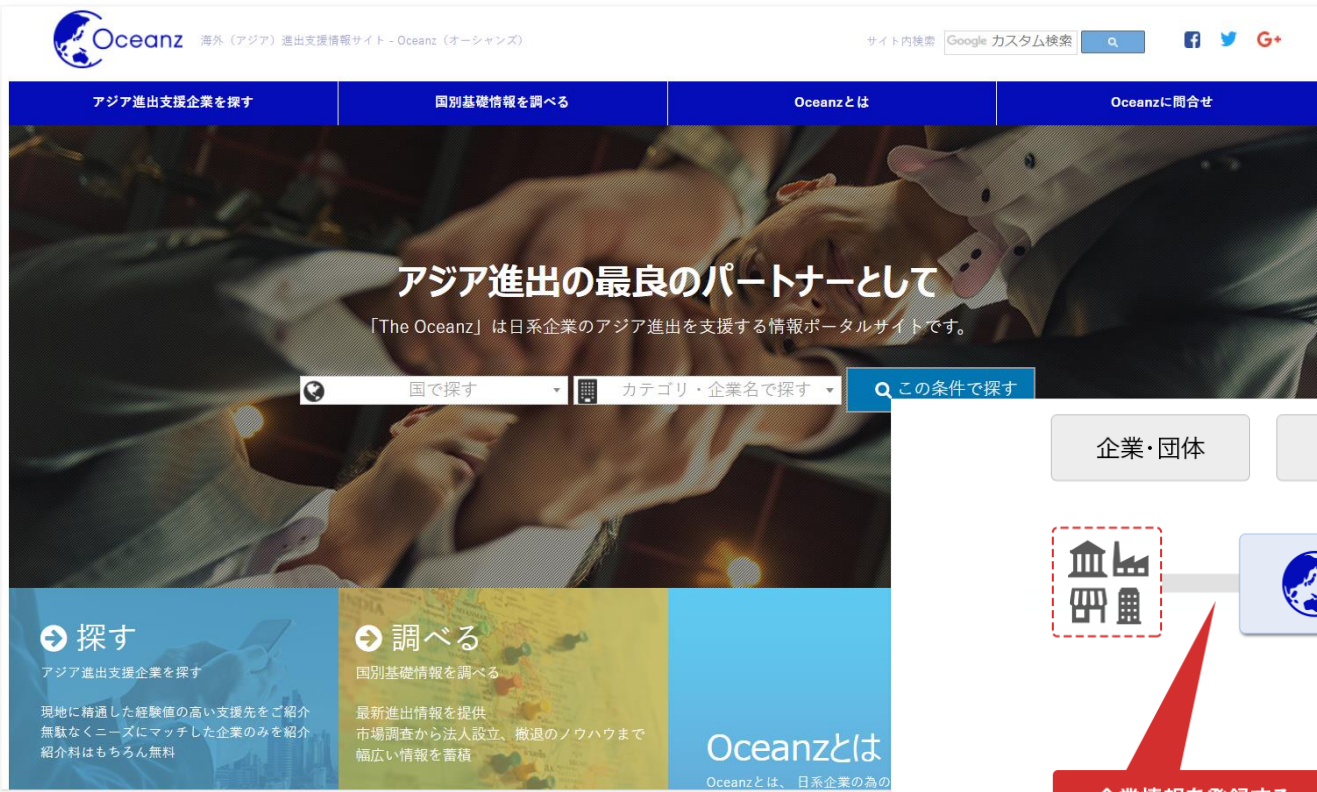 Oceanz 海外（アジア）進出支援情報サイト - Oceanz（オーシャンズ）
サイト内検索 Google カスタム検索
アジア進出支援企業を探す
国別基礎情報を調べる
Oceanzとは
Oceanzに問合せ
アジア進出の最良のパートナーとして
「The Oceanz」は日系企業のアジア進出を支援する情報ポータルサイトです。
国で探す
カテゴリ・企業名で探す
この条件で探す
企業・団体
探す
アジア進出支援企業を探す
現地に精通した経験値の高い支援先をご紹介
無駄なくニーズにマッチした企業のみを紹介
紹介料はもちろん無料
調べる
国別基礎情報を調べる
最新進出情報を提供
市場調査から法人設立、撤退のノウハウまで
幅広い情報を蓄積
Oceanzとは
Oceanzとは、 日系企業の為の
企業情報を登録する